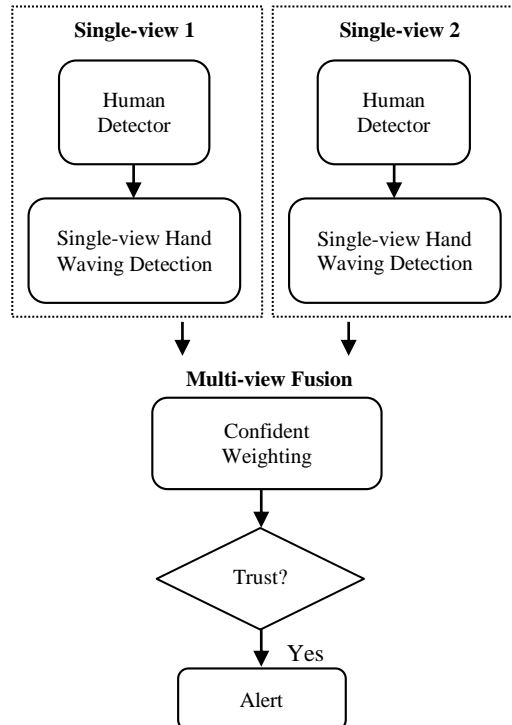 Single-view 1
Human
Detector
Single-view Hand
Waving Detection
Single-view 2
Human
Detector
Single-view Hand
Waving Detection
Multi-view Fusion
Confident
Weighting
Trust?
Yes
Alert